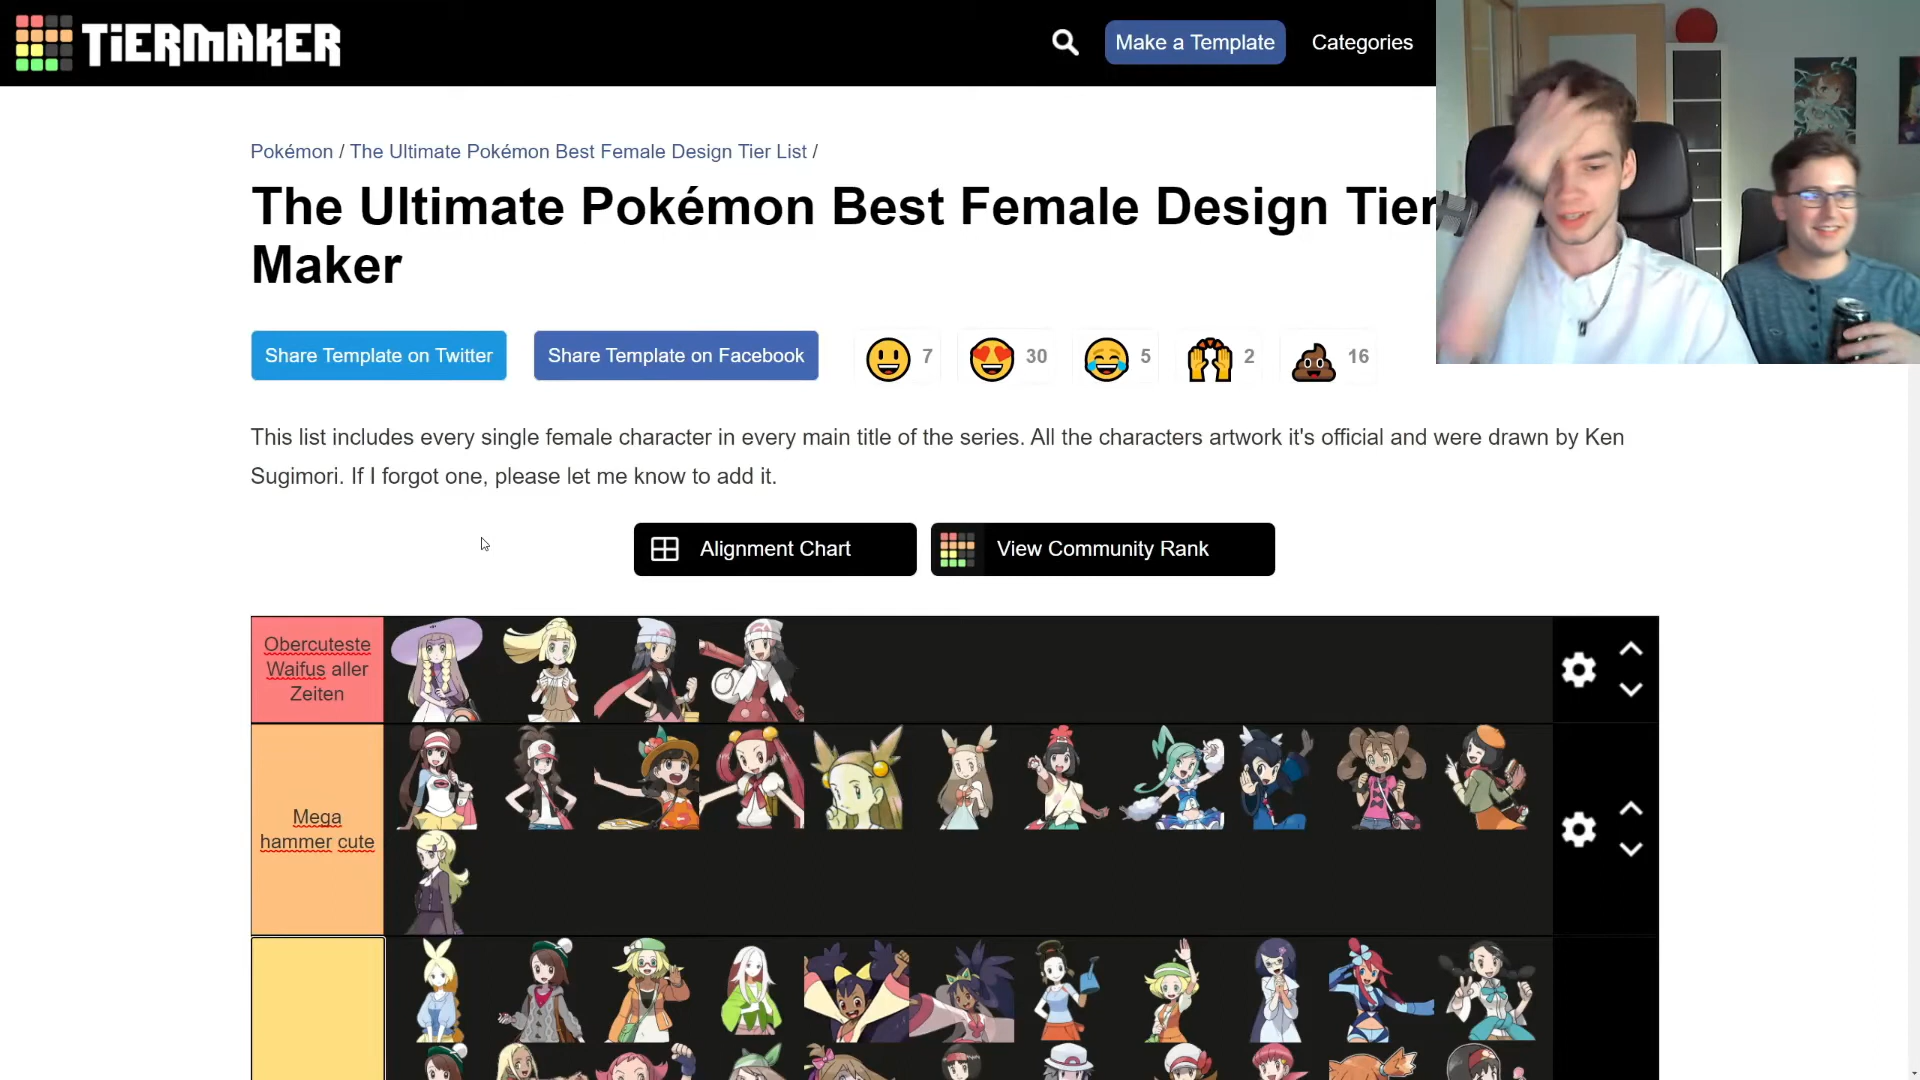 TiERMAKER
Make a Template
Categories
Pokémon / The Ultimate Pokémon Best Female Design Tier List /
The Ultimate Pokémon Best Female Design Tier
Maker
Share Template on Twitter
Share Template on Facebook
7
30
5
2
16
This list includes every single female character in every main title of the series. All the characters artwork it's official and were drawn by Ken
Sugimori. If I forgot one, please let me know to add it.
Alignment Chart
View Community Rank
Obercuteste
Waifus aller
Zeiten
Mega
hammer cute